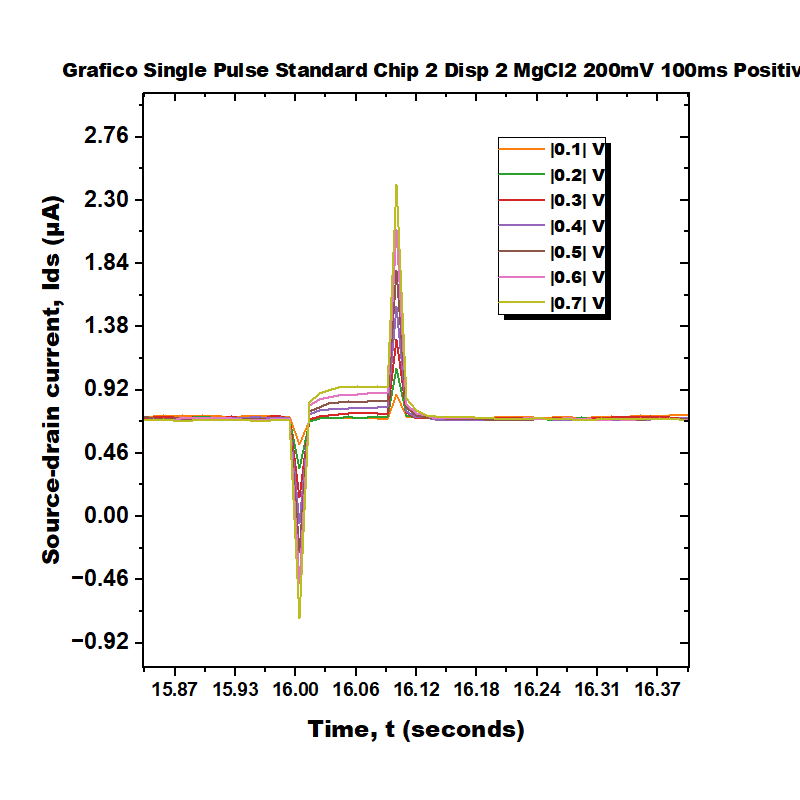 Grafico Single Pulse Standard Chip 2 Disp 2 MgCl2 200mV 100ms Positiv
2.76
2.30
1.84
1.38
0.92
0.46
0.00
−0.46
−0.92
Source-drain current, Ids (µA)
|0.1| V
|0.2| V
|0.3| V
|0.4| V
|0.5| V
|0.6| V
|0.7| V
15.87 15.93 16.00 16.06 16.12 16.18 16.24 16.31 16.37
Time, t (seconds)